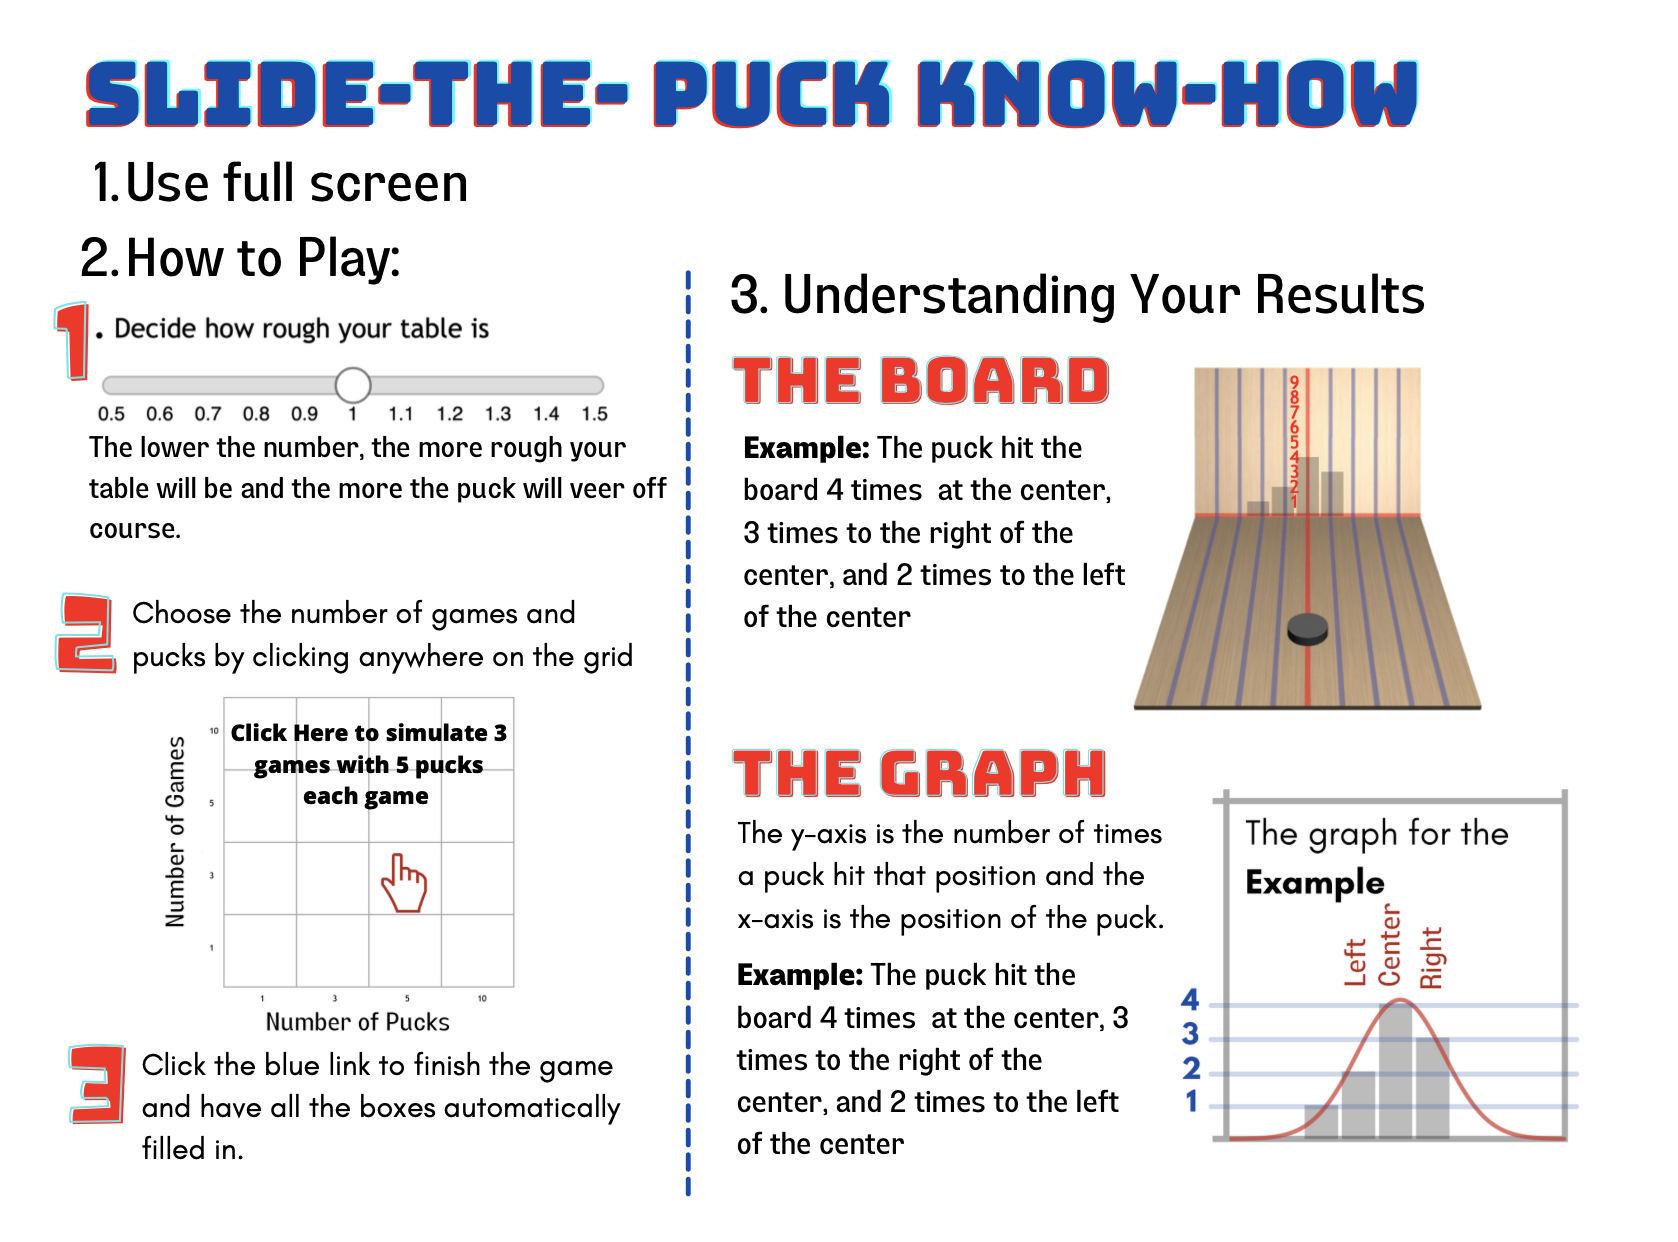 SLIDE-THE- PUCK KNOW-HOW
1. Use full screen
2. How to Play:
1. Decide how rough your table is
0.5 0.6 0.7 0.8 0.9 1 1.1 1.2 1.3 1.4 1.5
The lower the number, the more rough your
table will be and the more the puck will veer off
course.
2 Choose the number of games and
pucks by clicking anywhere on the grid
Number of Games
10
5
3
1
Click Here to simulate 3
games with 5 pucks
each game
1 3 5 10
Number of Pucks
3 Click the blue link to finish the game
and have all the boxes automatically
filled in.
3. Understanding Your Results
THE BOARD
Example: The puck hit the
board 4 times at the center,
3 times to the right of the
center, and 2 times to the left
of the center
9
8
7
6
5
4
3
2
1
THE GRAPH
The y-axis is the number of times
a puck hit that position and the
x-axis is the position of the puck.
Example: The puck hit the
board 4 times at the center, 3
times to the right of the
center, and 2 times to the left
of the center
The graph for the
Example
Left
Center
Right
4
3
2
1